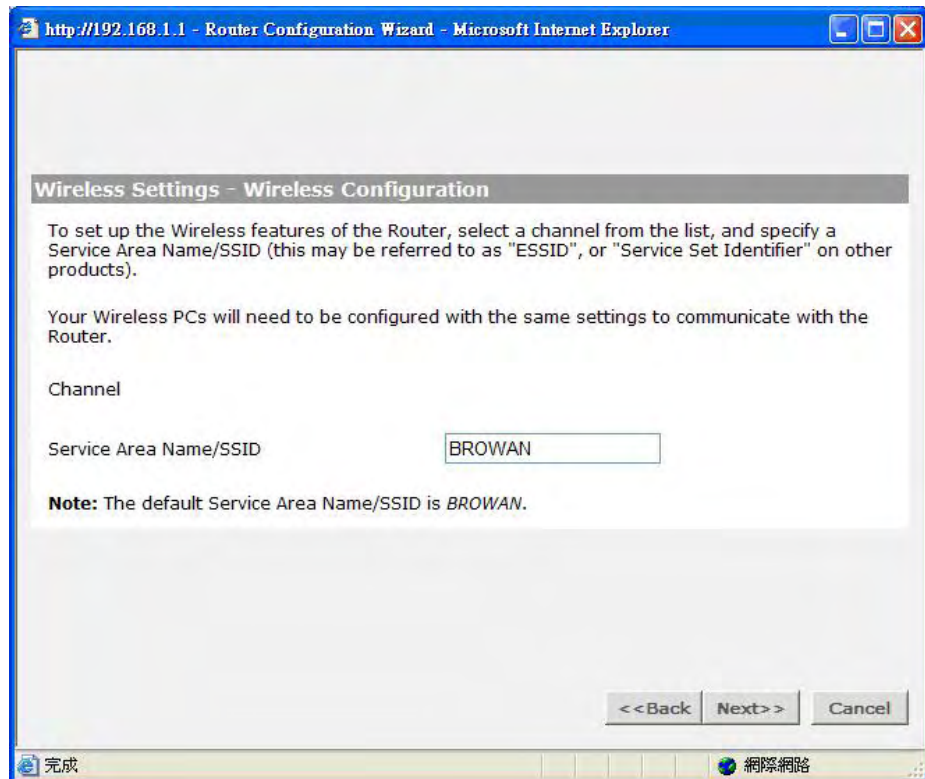 http://192.168.1.1 - Router Configuration Wizard - Microsoft Internet Explorer
Wireless Settings - Wireless Configuration
To set up the Wireless features of the Router, select a channel from the list, and specify a
Service Area Name/SSID (this may be referred to as "ESSID", or "Service Set Identifier" on other
products).
Your Wireless PCs will need to be configured with the same settings to communicate with the
Router.
Channel
Service Area Name/SSID BROWAN
Note: The default Service Area Name/SSID is BROWAN.
<<Back Next>> Cancel
完成 網際網路